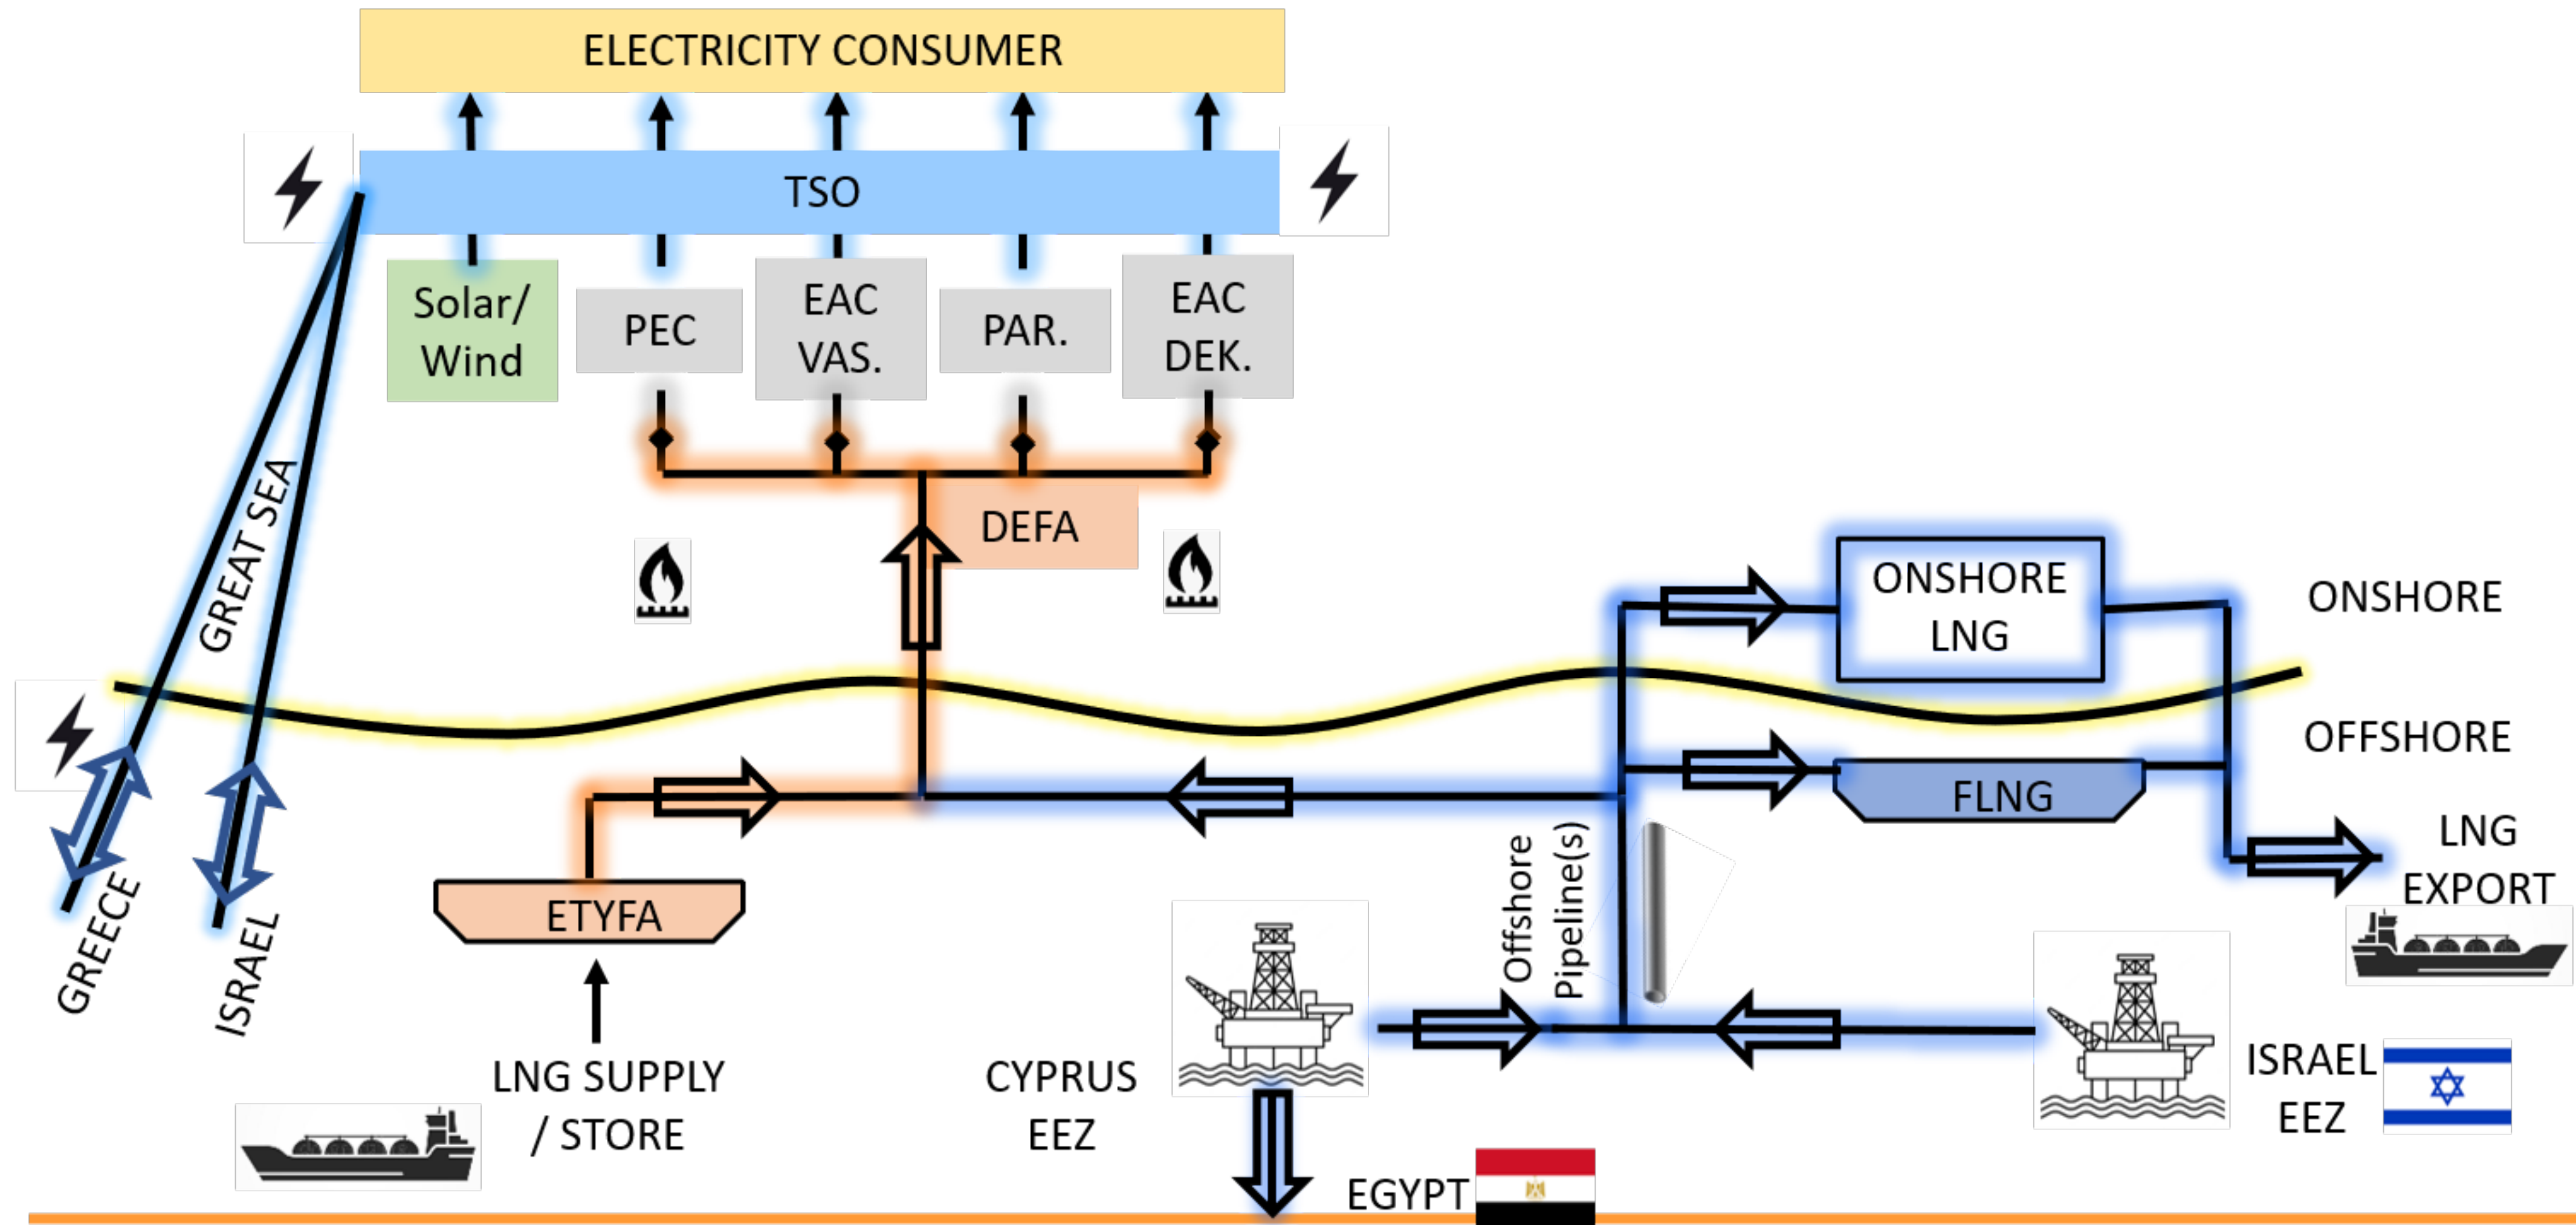 ELECTRICITY CONSUMER
TSO
Solar/
Wind
PEC
EAC
VAS.
PAR.
EAC
DEK.
DEFA
GREAT SEA
ONSHORE
LNG
ONSHORE
OFFSHORE
FLNG
LNG
EXPORT
Offshore
Pipeline(s)
GREECE
ISRAEL
ETYFA
LNG SUPPLY
/ STORE
CYPRUS
EEZ
ISRAEL
EEZ
EGYPT